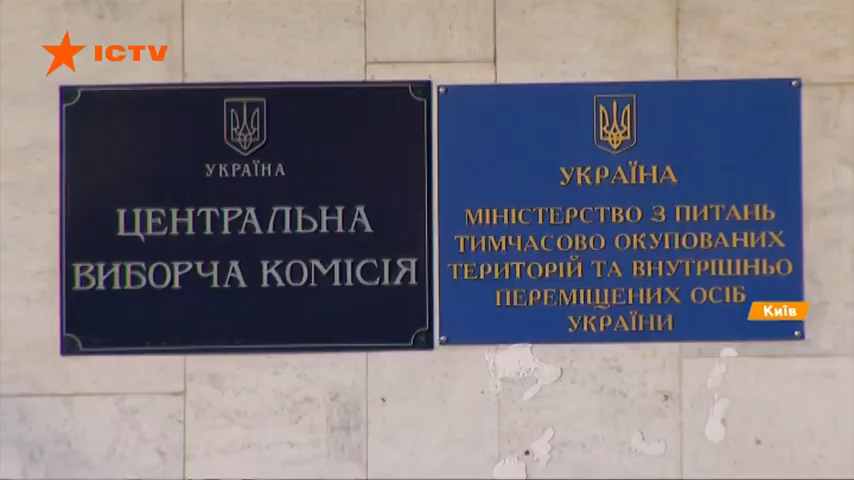 ICTV
УКРАЇНА
ЦЕНТРАЛЬНА
ВИБОРЧА КОМІСІЯ
УКРАЇНА
МІНІСТЕРСТВО З ПИТАНЬ
ТИМЧАСОВО ОКУПОВАНИХ
ТЕРИТОРІЙ ТА ВНУТРІШНЬО
ПЕРЕМІЩЕНИХ ОСІБ
УКРАЇНИ
Київ